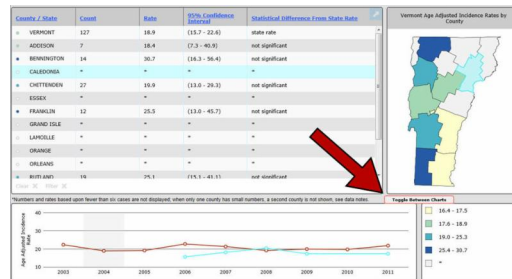 County / State Count Rate 95% Confidence Interval Statistical Difference From State Rate
VERMONT 127 18.9 (15.7 - 22.6) state rate
ADDISON 7 18.4 (7.3 - 40.9) not significant
BENNINGTON 14 30.7 (16.3 - 56.4) not significant
CALEDONIA * * * *
CHITTENDEN 27 19.9 (13.0 - 29.3) not significant
ESSEX * * * *
FRANKLIN 12 25.5 (13.0 - 45.7) not significant
GRAND ISLE * * * *
LAMOILLE * * * *
ORANGE * * * *
ORLEANS * * * *
RUTLAND 19 25.1 (15.1 - 41.1) not significant
Clear Filter
Vermont Age Adjusted Incidence Rates by
County
*Numbers and rates based upon fewer than six cases are not displayed, when only one county has small numbers, a second county is not shown, see data notes.
Toggle Between Charts
Age Adjusted Incidence
Rate
40
30
20
10
2003 2004 2005 2006 2007 2008 2009 2010 2011
16.4 - 17.5
17.6 - 18.9
19.0 - 25.3
25.4 - 30.7
*